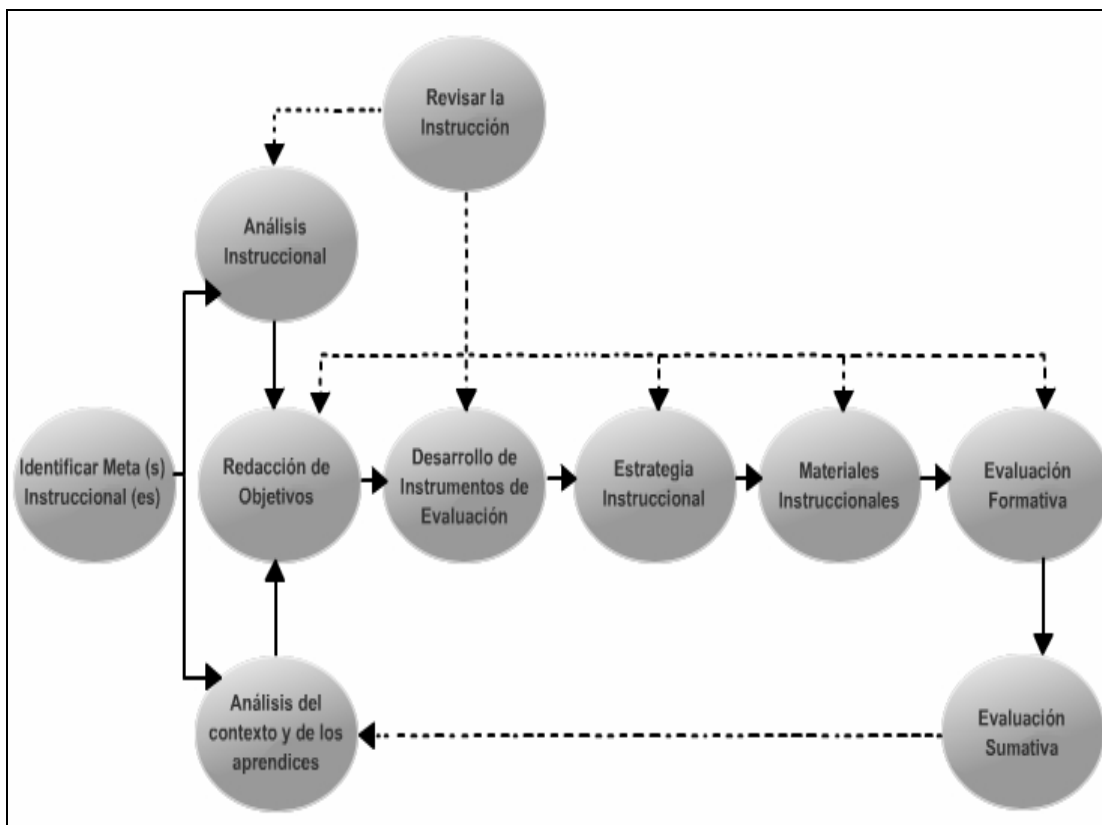 Revisar la
Instrucción
Análisis
Instruccional
Identificar Meta (s)
Instruccional (es)
Redacción de
Objetivos
Desarrollo de
Instrumentos de
Evaluación
Estrategia
Instruccional
Materiales
Instruccionales
Evaluación
Formativa
Análisis del
contexto y de los
aprendices
Evaluación
Sumativa